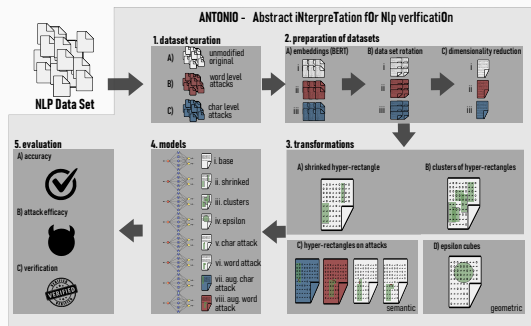 ANTONIO - Abstract iNterpreTation fOr Nlp verIficatiOn
NLP Data Set
1. dataset curation
A) unmodified
original
B) word level
attacks
C) char level
attacks
2. preparation of datasets
A) embeddings (BERT)
B) data set rotation
C) dimensionality reduction
i
ii
iii
i
ii
iii
i
ii
iii
3. transformations
A) shrinked hyper-rectangle
B) clusters of hyper-rectangles
C) hyper-rectangles on attacks
semantic
D) epsilon cubes
geometric
4. models
i. base
ii. shrinked
iii. clusters
iv. epsilon
v. char attack
vi. word attack
vii. aug. char
attack
viii. aug. word
attack
5. evaluation
A) accuracy
B) attack efficacy
C) verification
VERIFIED